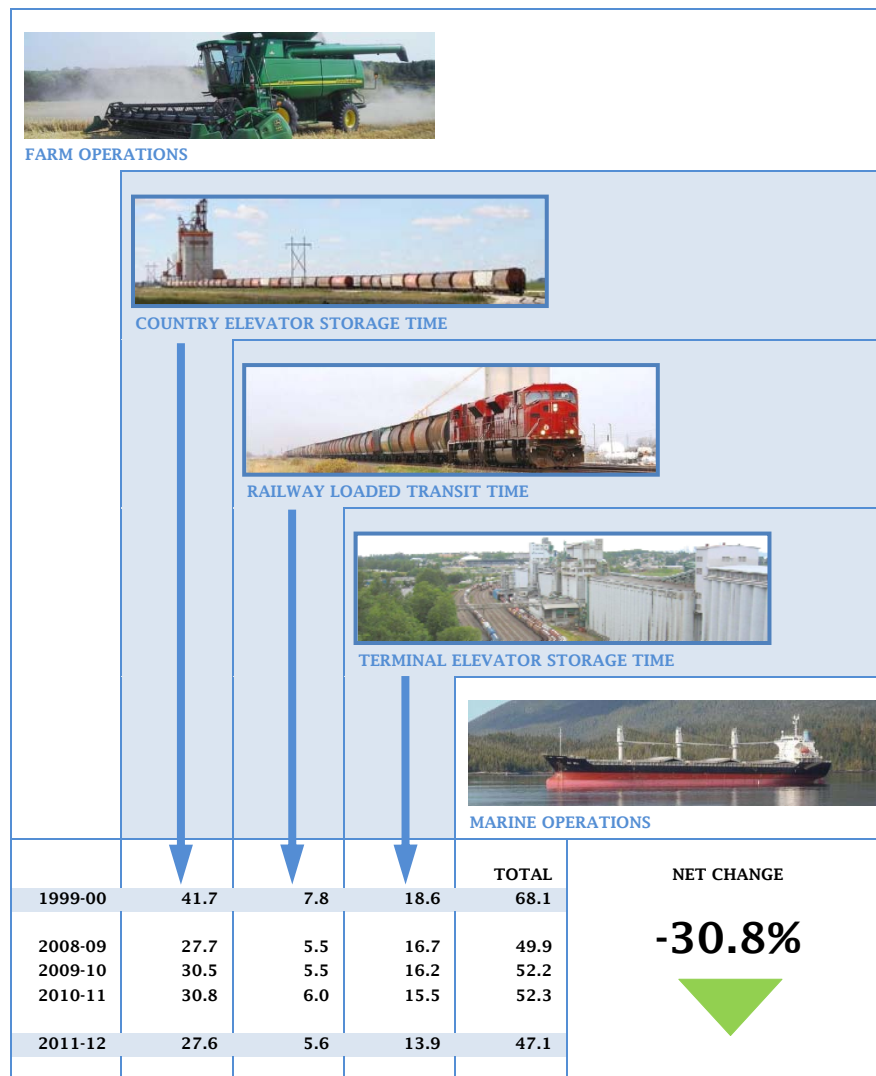 FARM OPERATIONS
COUNTRY ELEVATOR STORAGE TIME
RAILWAY LOADED TRANSIT TIME
TERMINAL ELEVATOR STORAGE TIME
MARINE OPERATIONS
TOTAL NET CHANGE
1999-00 41.7 7.8 18.6 68.1
-30.8%
2008-09 27.7 5.5 16.7 49.9
2009-10 30.5 5.5 16.2 52.2
2010-11 30.8 6.0 15.5 52.3
2011-12 27.6 5.6 13.9 47.1